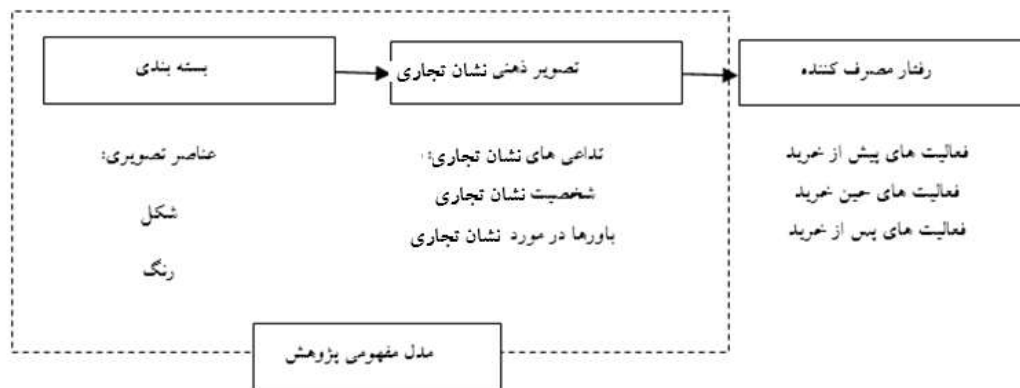 بسته بندی
تصویر ذهنی نشان تجاری
رفتار مصرف کننده
عناصر تصویری:
شکل
رنگ
تداعی های نشان تجاری:
شخصیت نشان تجاری
باورها در مورد نشان تجاری
فعالیت های پیش از خرید
فعالیت های حین خرید
فعالیت های پس از خرید
مدل مفهومی پژوهش